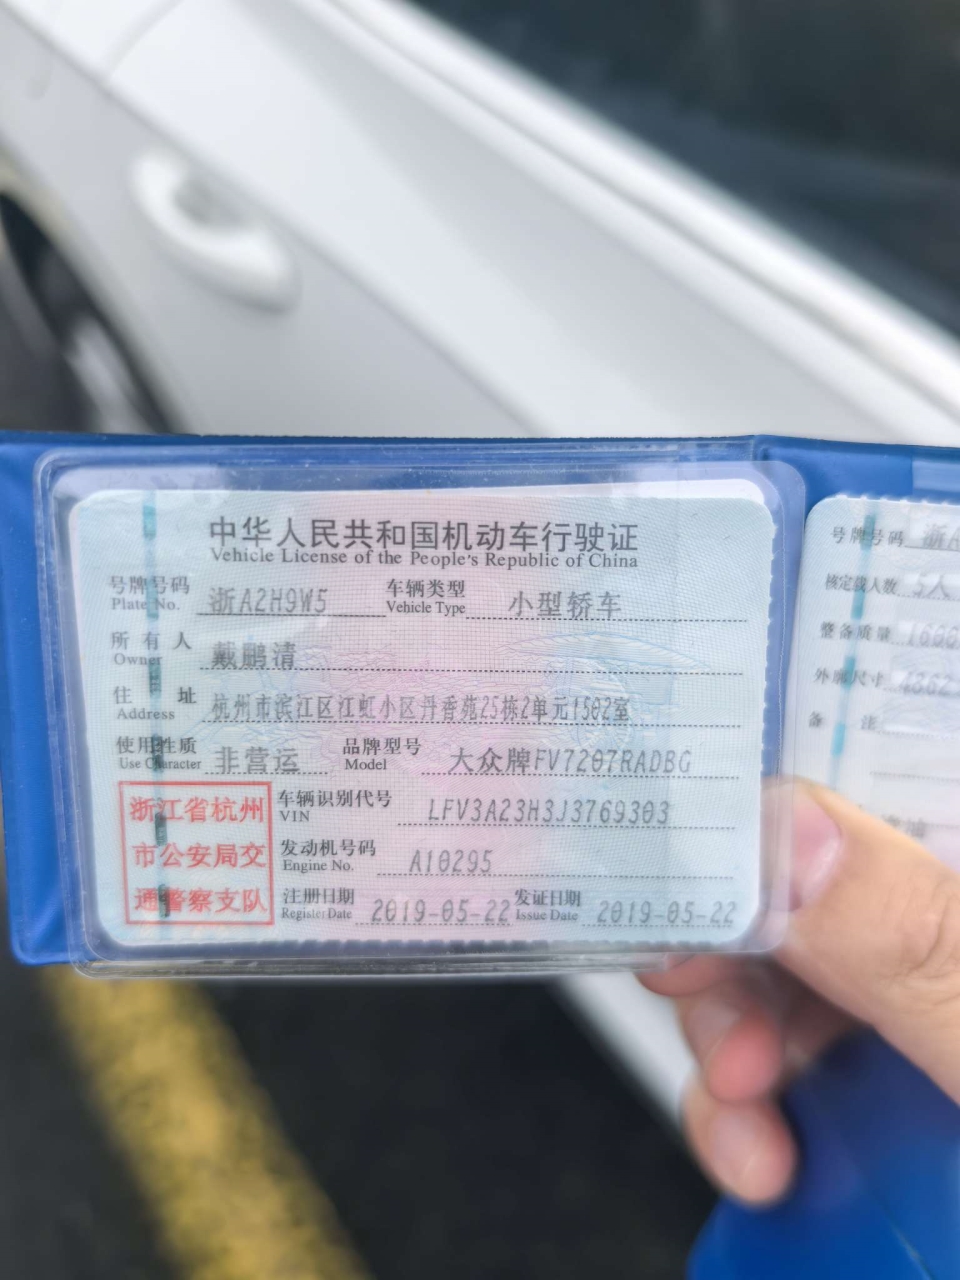 中华人民共和国机动车行驶证
Vehicle License of the People's Republic of China
号牌号码 浙A2H9W5 车辆类型 小型轿车
Plate No. Vehicle Type
所有人 戴鹏清
Owner
住址 杭州市滨江区江虹小区丹香苑25栋2单元1502室
Address
使用性质 非营运 品牌型号 大众牌FV7207RADBG
Use Character Model
浙江省杭州
市公安局交
通警察支队
车辆识别代号 LFV3A23H3J3769303
VIN
发动机号码 A10295
Engine No.
注册日期 2019-05-22 发证日期 2019-05-22
Register Date Issue Date
号牌号码 浙A
核定载人数 5人
整备质量 1600
外廓尺寸 4862
备注